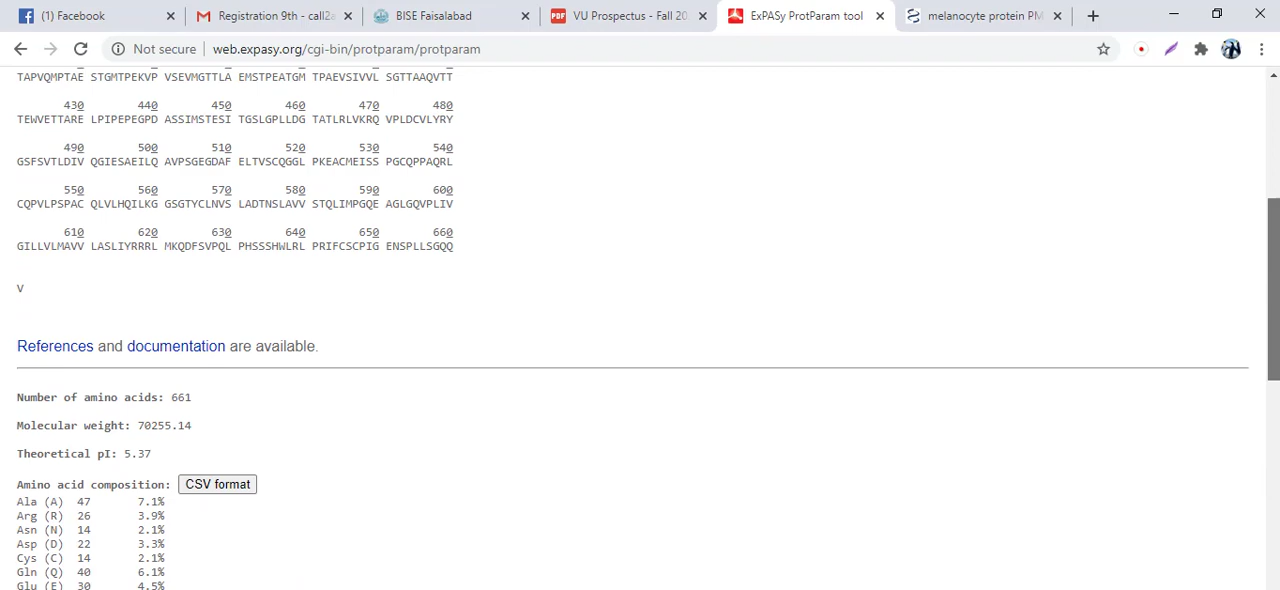 (1) Facebook
Registration 9th - call2a
BISE Faisalabad
VU Prospectus - Fall 20
ExPASy ProtParam tool
melanocyte protein PM
Not secure
web.expasy.org/cgi-bin/protparam/protparam
TAPVQMPTAE STGMTPEKVP VSEVMGTTLA EMSTPEATGM TPAEVSIVVL SGTTAAQVTT
430 440 450 460 470 480
TEWVETTARE LPIPEPEGPD ASSIMSTESI TGSLGPLLDG TATLRLVKRQ VPLDCVLYRY
490 500 510 520 530 540
GSFSVTLDIV QGIESAEILQ AVPSGEGDAF ELTVSCQGGL PKEACMEISS PGCQPPAQRL
550 560 570 580 590 600
CQPVLPSPAC QLVLHQILKG GSGTYCLNVS LADTNSLAVV STQLIMPGQE AGLGQVPLIV
610 620 630 640 650 660
GILLVLMAVV LASLIYRRRL MKQDFSVPQL PHSSSHWLRL PRIFCSCPIG ENSPLLSGQQ
V
References and documentation are available.
Number of amino acids: 661
Molecular weight: 70255.14
Theoretical pI: 5.37
Amino acid composition: CSV format
Ala (A) 47 7.1%
Arg (R) 26 3.9%
Asn (N) 14 2.1%
Asp (D) 22 3.3%
Cys (C) 14 2.1%
Gln (Q) 40 6.1%
Glu (E) 30 4.5%